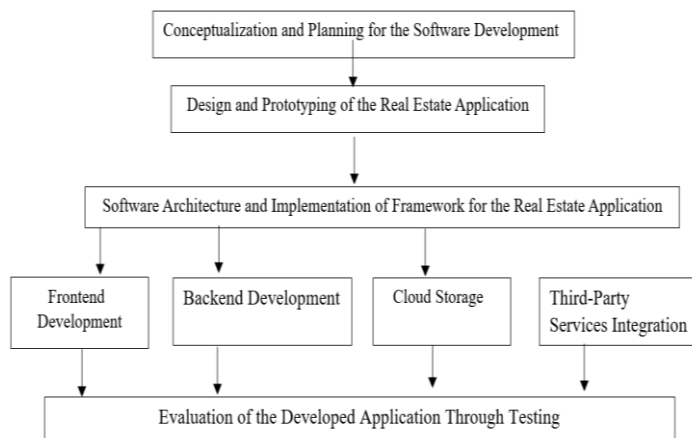 Conceptualization and Planning for the Software Development
Design and Prototyping of the Real Estate Application
Software Architecture and Implementation of Framework for the Real Estate Application
Frontend
Development
Backend Development
Cloud Storage
Third-Party
Services Integration
Evaluation of the Developed Application Through Testing